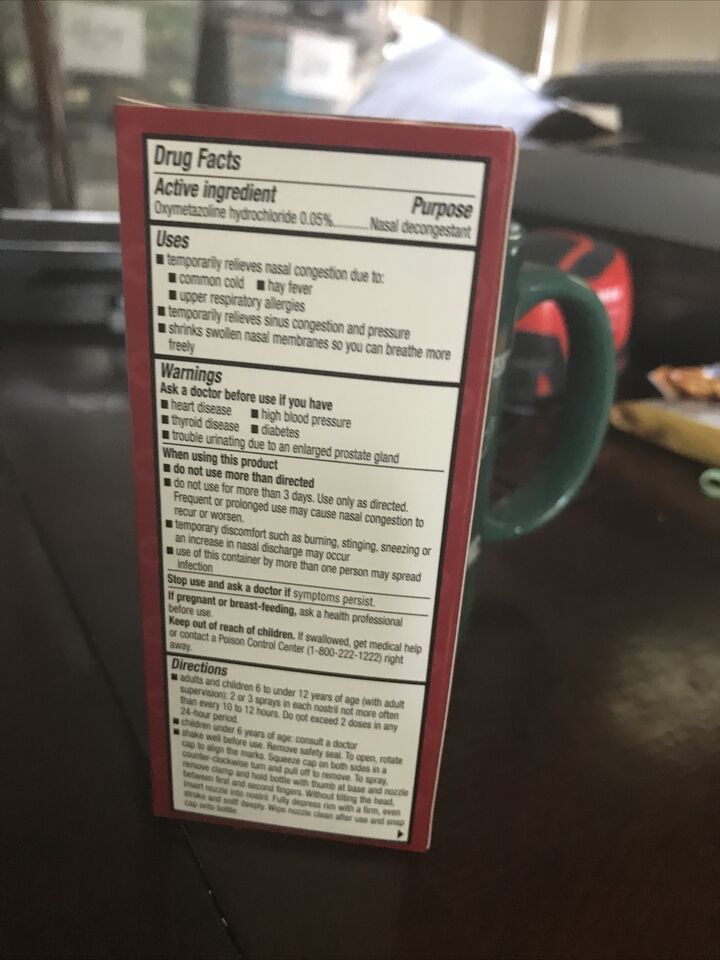 Drug Facts
Active ingredient Purpose
Oxymetazoline hydrochloride 0.05%..........Nasal decongestant
Uses
■ temporarily relieves nasal congestion due to:
■ common cold ■ hay fever
■ upper respiratory allergies
■ temporarily relieves sinus congestion and pressure
■ shrinks swollen nasal membranes so you can breathe more
freely
Warnings
Ask a doctor before use if you have
■ heart disease ■ high blood pressure
■ thyroid disease ■ diabetes
■ trouble urinating due to an enlarged prostate gland
When using this product
■ do not use more than directed
■ do not use for more than 3 days. Use only as directed.
Frequent or prolonged use may cause nasal congestion to
recur or worsen.
■ temporary discomfort such as burning, stinging, sneezing or
an increase in nasal discharge may occur
■ use of this container by more than one person may spread
infection
Stop use and ask a doctor if symptoms persist.
If pregnant or breast-feeding, ask a health professional
before use.
Keep out of reach of children. If swallowed, get medical help
or contact a Poison Control Center (1-800-222-1222) right
away.
Directions
■ adults and children 6 to under 12 years of age (with adult
supervision): 2 or 3 sprays in each nostril not more often
than every 10 to 12 hours. Do not exceed 2 doses in any
24-hour period.
■ children under 6 years of age: consult a doctor
■ shake well before use. Remove safety seal. To open, rotate
cap to align the marks. Squeeze cap on both sides in a
counter-clockwise turn and pull off to remove. To spray,
remove clamp and hold bottle with thumb at base and nozzle
between first and second fingers. Without tilting the head,
insert nozzle into nostril. Fully depress rim with a firm, even
stroke and sniff deeply. Wipe nozzle clean after use and snap
cap onto bottle